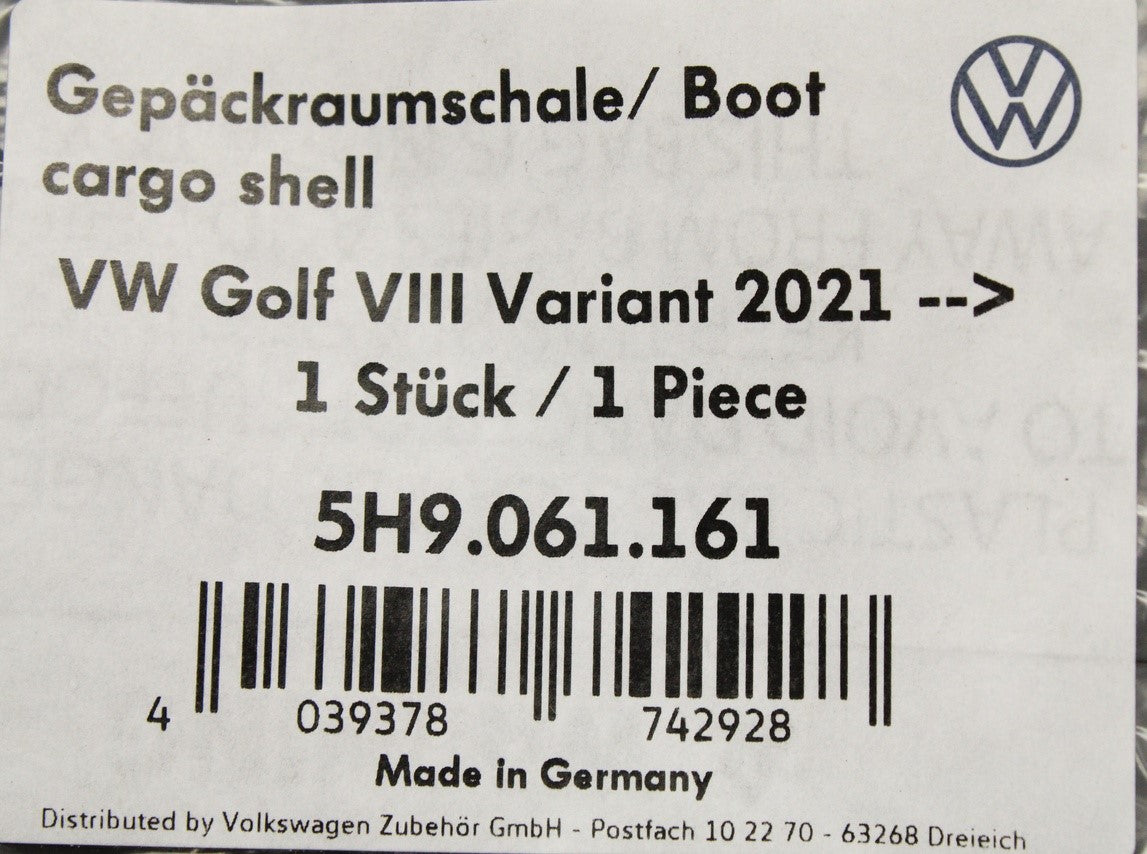 Gepäckraumschale/ Boot
cargo shell
VW Golf VIII Variant 2021 -->
1 Stück / 1 Piece
5H9.061.161
4 039378 742928
Made in Germany
Distributed by Volkswagen Zubehör GmbH - Postfach 10 22 70 - 63268 Dreieich